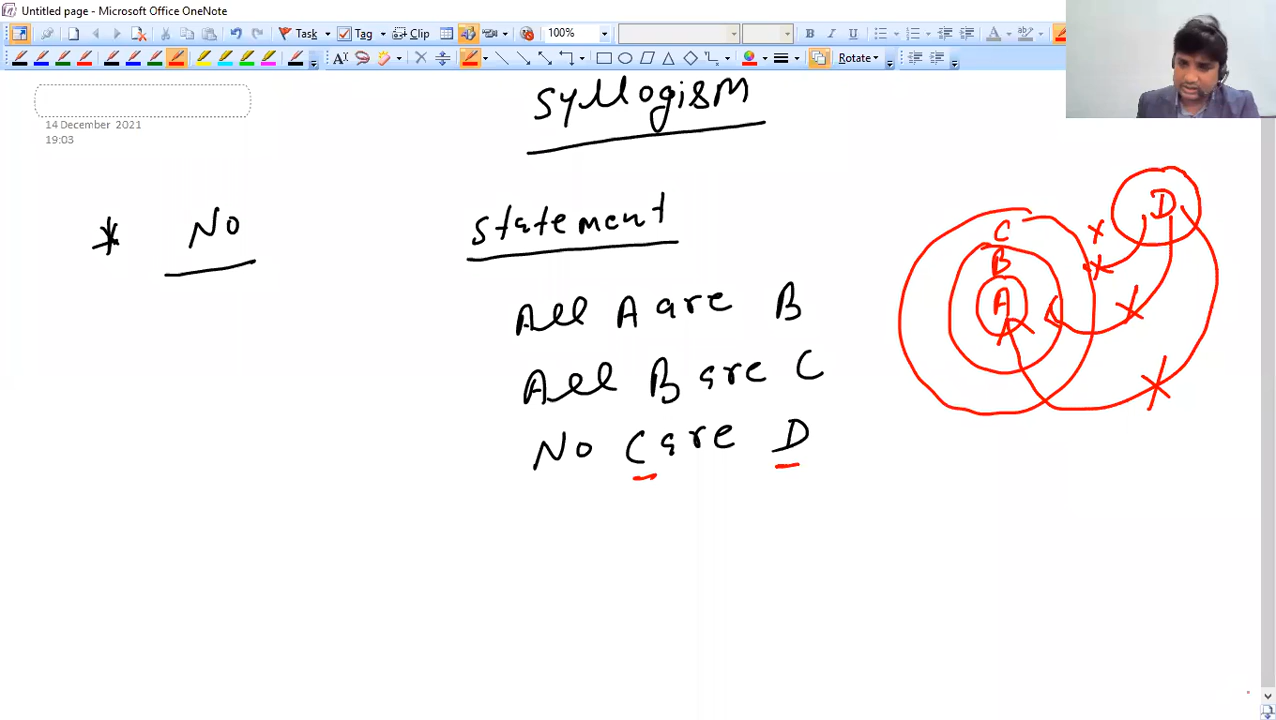 Untitled page - Microsoft Office OneNote
Task Tag Clip 100% B I U
Rotate
14 December 2021
19:03
Syllogism
* No
Statement
All A are B
All B are C
No C are D
D
C
B
A